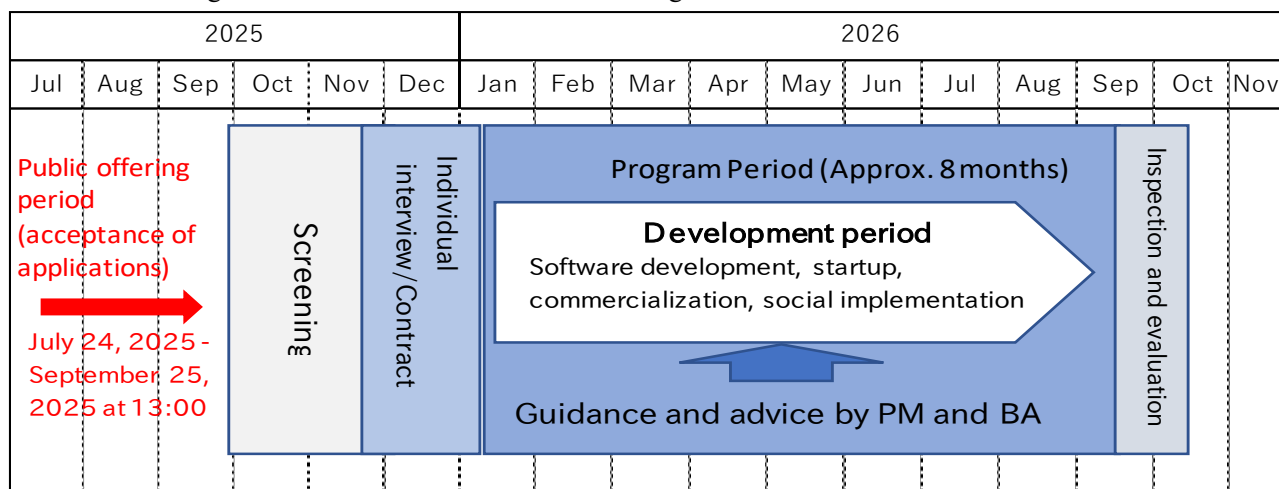 2025
2026
Jul
Aug
Sep
Oct
Nov
Dec
Jan
Feb
Mar
Apr
May
Jun
Jul
Aug
Sep
Oct
Nov
Public offering
period
(acceptance of
applications)
July 24, 2025 -
September 25,
2025 at 13:00
Screening
Individual
interview/Contract
Program Period (Approx. 8 months)
Development period
Software development, startup,
commercialization, social implementation
Guidance and advice by PM and BA
Inspection and evaluation